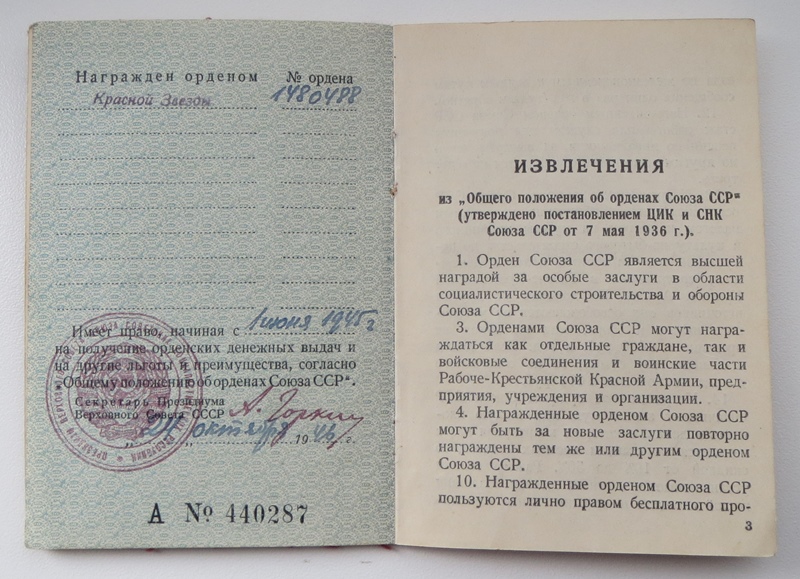 Награжден орденом № ордена
Красной Звезды 1480488
Имеет право, начиная с 1 июня 1945 г
на получение орденских денежных выдач и
на другие льготы и преимущества, согласно
„Общему положению об орденах Союза ССР“.
Секретарь Президиума
Верховного Совета СССР А. Горкин
октября 1946 г.
А № 440287
ИЗВЛЕЧЕНИЯ
из „Общего положения об орденах Союза ССР“
(утверждено постановлением ЦИК и СНК
Союза ССР от 7 мая 1936 г.).
1. Орден Союза ССР является высшей
наградой за особые заслуги в области
социалистического строительства и обороны
Союза ССР.
3. Орденами Союза ССР могут награ-
ждаться как отдельные граждане, так и
войсковые соединения и воинские части
Рабоче-Крестьянской Красной Армии, пред-
приятия, учреждения и организации.
4. Награжденные орденом Союза ССР
могут быть за новые заслуги повторно
награждены тем же или другим орденом
Союза ССР.
10. Награжденные орденом Союза ССР
пользуются лично правом бесплатного про-
3